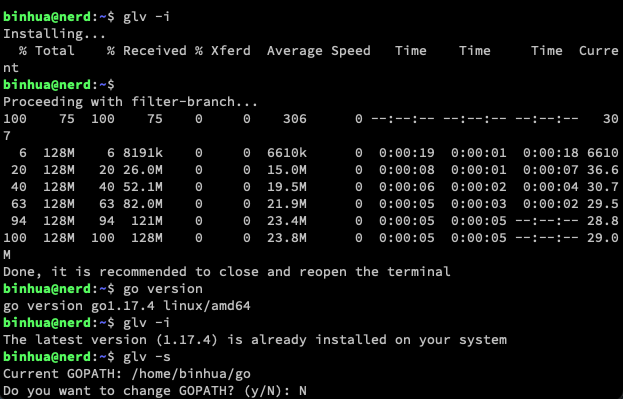 binhua@nerd:~$ glv -i
Installing...
  % Total    % Received % Xferd  Average Speed   Time    Time     Time  Curre
nt
binhua@nerd:~$
Proceeding with filter-branch...
100    75  100    75    0     0    306      0 --:--:-- --:--:-- --:--:--   30
7
  6  128M    6 8191k    0     0  6610k      0  0:00:19  0:00:01  0:00:18 6610
 20  128M   20 26.0M    0     0  15.0M      0  0:00:08  0:00:01  0:00:07 36.6
 40  128M   40 52.1M    0     0  19.5M      0  0:00:06  0:00:02  0:00:04 30.7
 63  128M   63 82.0M    0     0  21.9M      0  0:00:05  0:00:03  0:00:02 29.5
 94  128M   94  121M    0     0  23.4M      0  0:00:05  0:00:05 --:--:-- 28.8
100  128M  100  128M    0     0  23.8M      0  0:00:05  0:00:05 --:--:-- 29.0
M
Done, it is recommended to close and reopen the terminal
binhua@nerd:~$ go version
go version go1.17.4 linux/amd64
binhua@nerd:~$ glv -i
The latest version (1.17.4) is already installed on your system
binhua@nerd:~$ glv -s
Current GOPATH: /home/binhua/go
Do you want to change GOPATH? (y/N): N